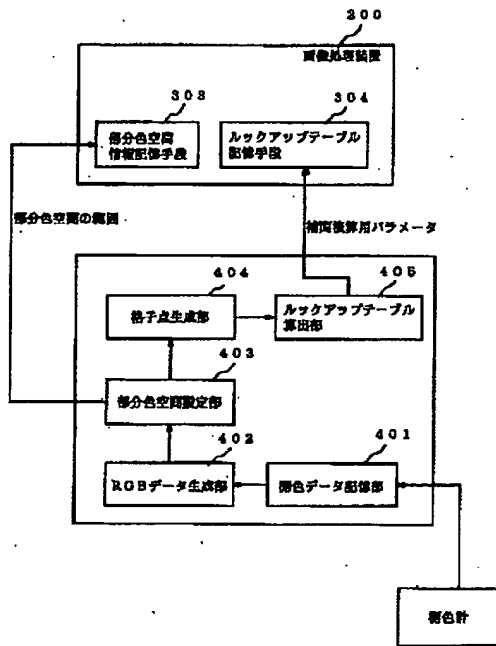 200
画像処理装置
303
304
部分色空間
情報記憶手段
ルックアップテーブル
記憶手段
部分色空間の範囲
補間演算用パラメータ
404
405
格子点生成部
ルックアップテーブル
算出部
403
部分色空間設定部
402
401
RGBデータ生成部
測色データ記憶部
測色計